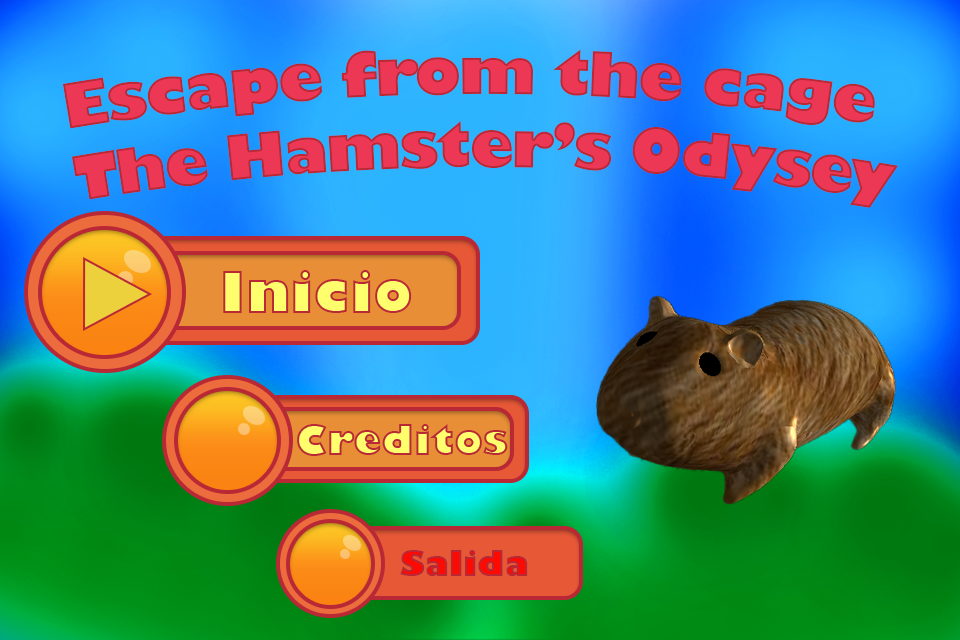 Escape from the cage
The Hamster's Odysey
Inicio
Creditos
Salida